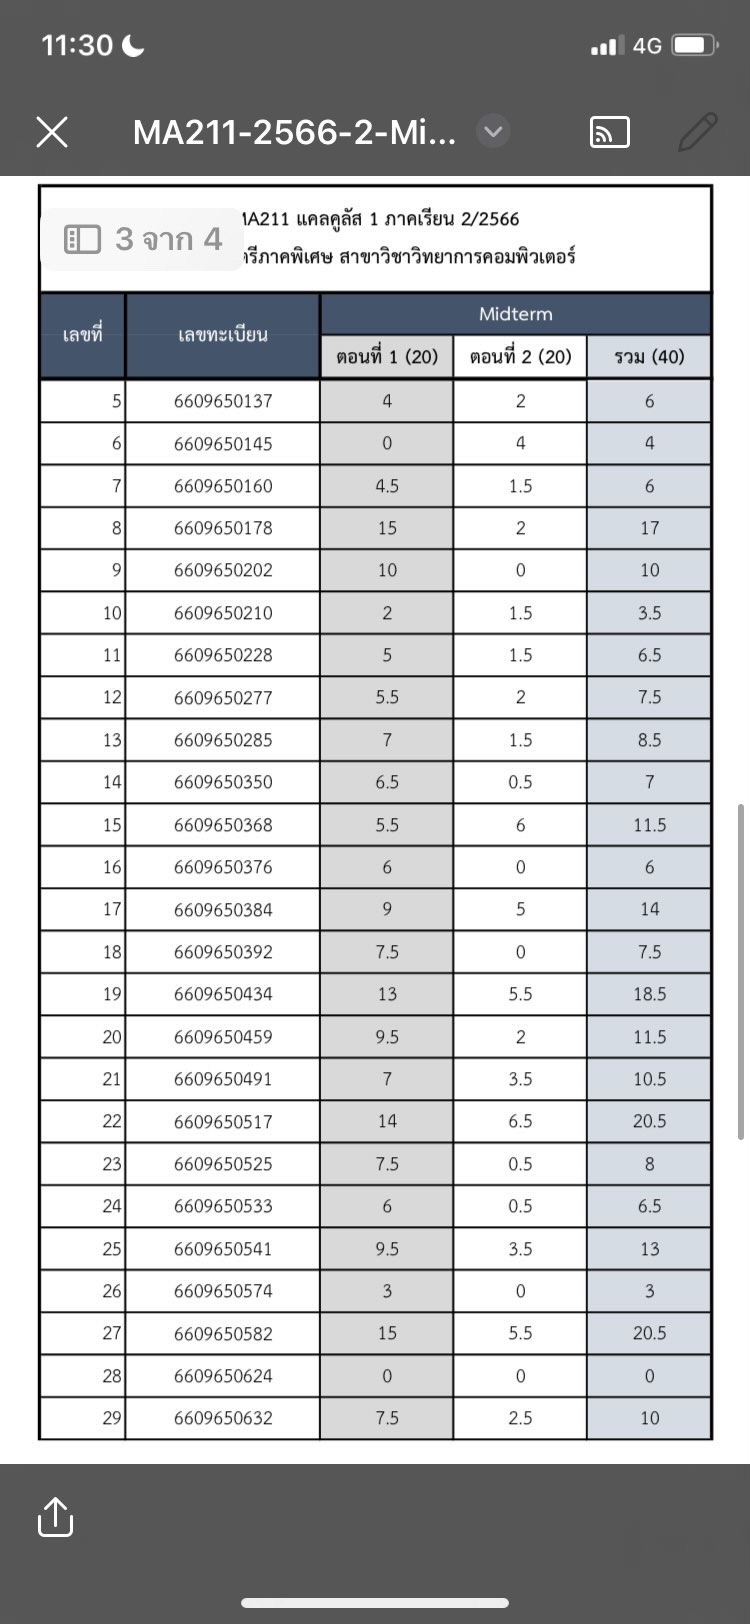 11:30
4G
MA211-2566-2-Mi...
MA211 แคลคูลัส 1 ภาคเรียน 2/2566
3 จาก 4
ตรีภาคพิเศษ สาขาวิชาวิทยาการคอมพิวเตอร์
เลขที่ เลขทะเบียน Midterm
ตอนที่ 1 (20) ตอนที่ 2 (20) รวม (40)
5 6609650137 4 2 6
6 6609650145 0 4 4
7 6609650160 4.5 1.5 6
8 6609650178 15 2 17
9 6609650202 10 0 10
10 6609650210 2 1.5 3.5
11 6609650228 5 1.5 6.5
12 6609650277 5.5 2 7.5
13 6609650285 7 1.5 8.5
14 6609650350 6.5 0.5 7
15 6609650368 5.5 6 11.5
16 6609650376 6 0 6
17 6609650384 9 5 14
18 6609650392 7.5 0 7.5
19 6609650434 13 5.5 18.5
20 6609650459 9.5 2 11.5
21 6609650491 7 3.5 10.5
22 6609650517 14 6.5 20.5
23 6609650525 7.5 0.5 8
24 6609650533 6 0.5 6.5
25 6609650541 9.5 3.5 13
26 6609650574 3 0 3
27 6609650582 15 5.5 20.5
28 6609650624 0 0 0
29 6609650632 7.5 2.5 10